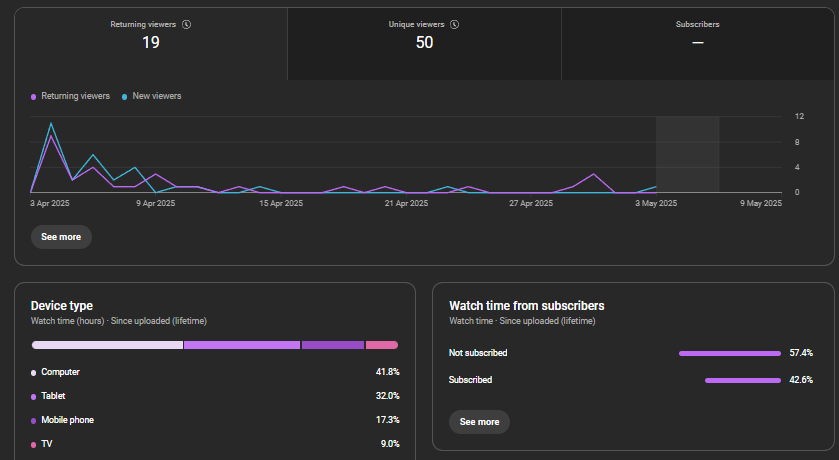 Returning viewers
19
Unique viewers
50
Subscribers
—
Returning viewers New viewers
12
8
4
0
3 Apr 2025 9 Apr 2025 15 Apr 2025 21 Apr 2025 27 Apr 2025 3 May 2025 9 May 2025
See more
Device type
Watch time (hours) · Since uploaded (lifetime)
Computer 41.8%
Tablet 32.0%
Mobile phone 17.3%
TV 9.0%
Watch time from subscribers
Watch time · Since uploaded (lifetime)
Not subscribed 57.4%
Subscribed 42.6%
See more